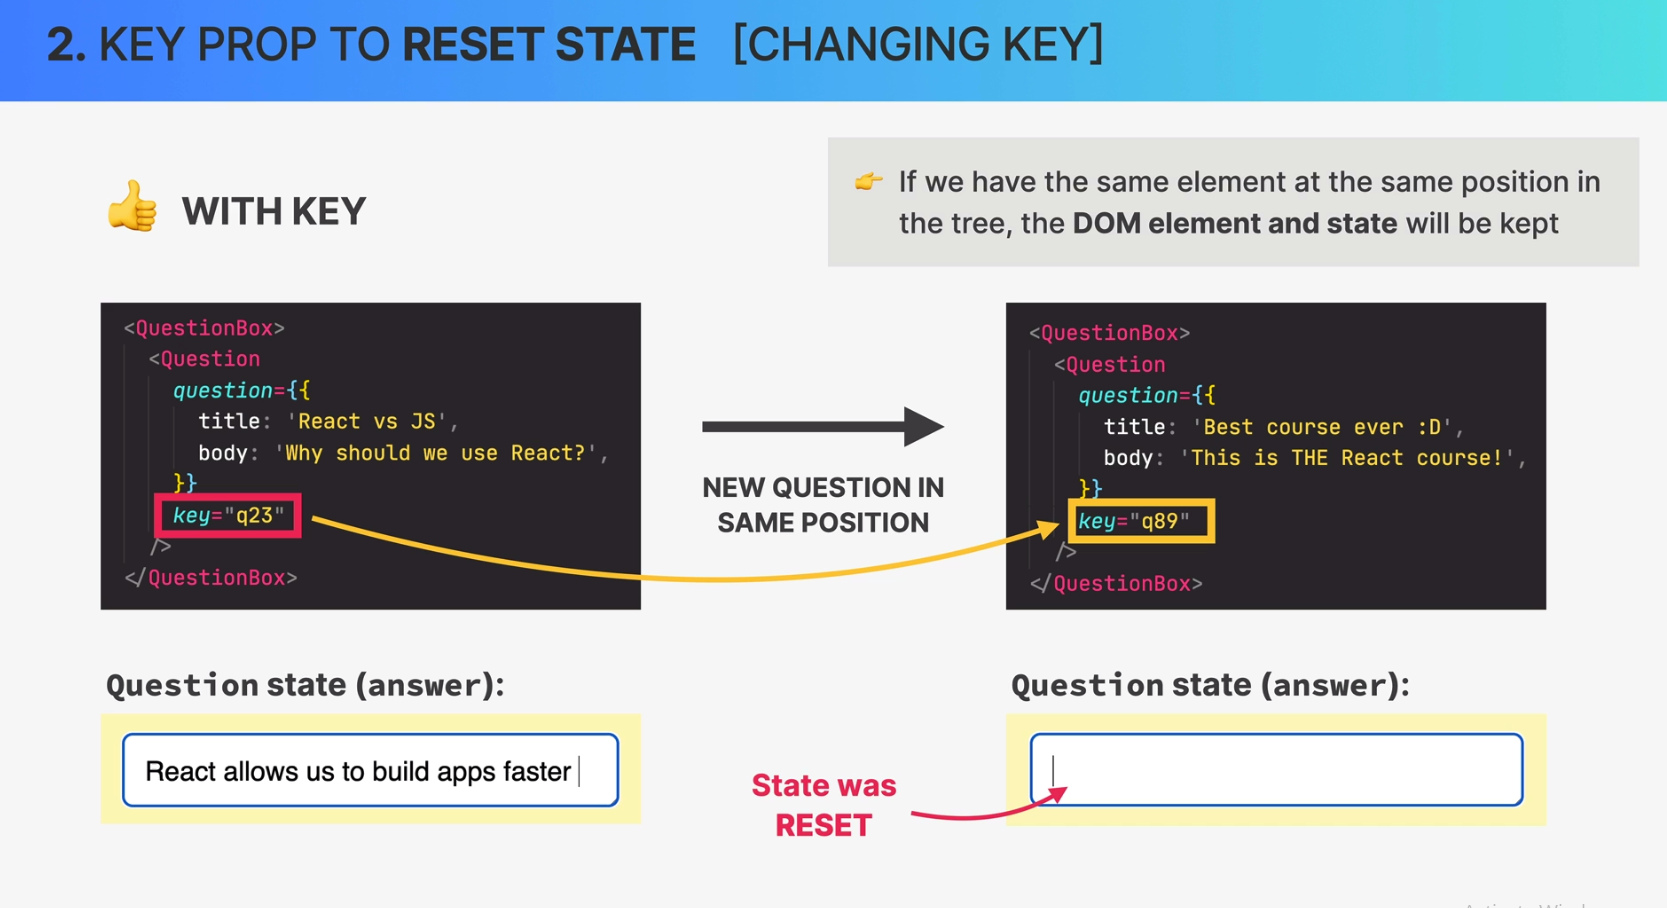 2. KEY PROP TO RESET STATE [CHANGING KEY]
👍 WITH KEY
👉 If we have the same element at the same position in
the tree, the DOM element and state will be kept
<QuestionBox>
<Question
question={{
title: 'React vs JS',
body: 'Why should we use React?',
}}
key="q23"
/>
</QuestionBox>
NEW QUESTION IN
SAME POSITION
<QuestionBox>
<Question
question={{
title: 'Best course ever :D',
body: 'This is THE React course!',
}}
key="q89"
/>
</QuestionBox>
Question state (answer):
React allows us to build apps faster
State was
RESET
Question state (answer):